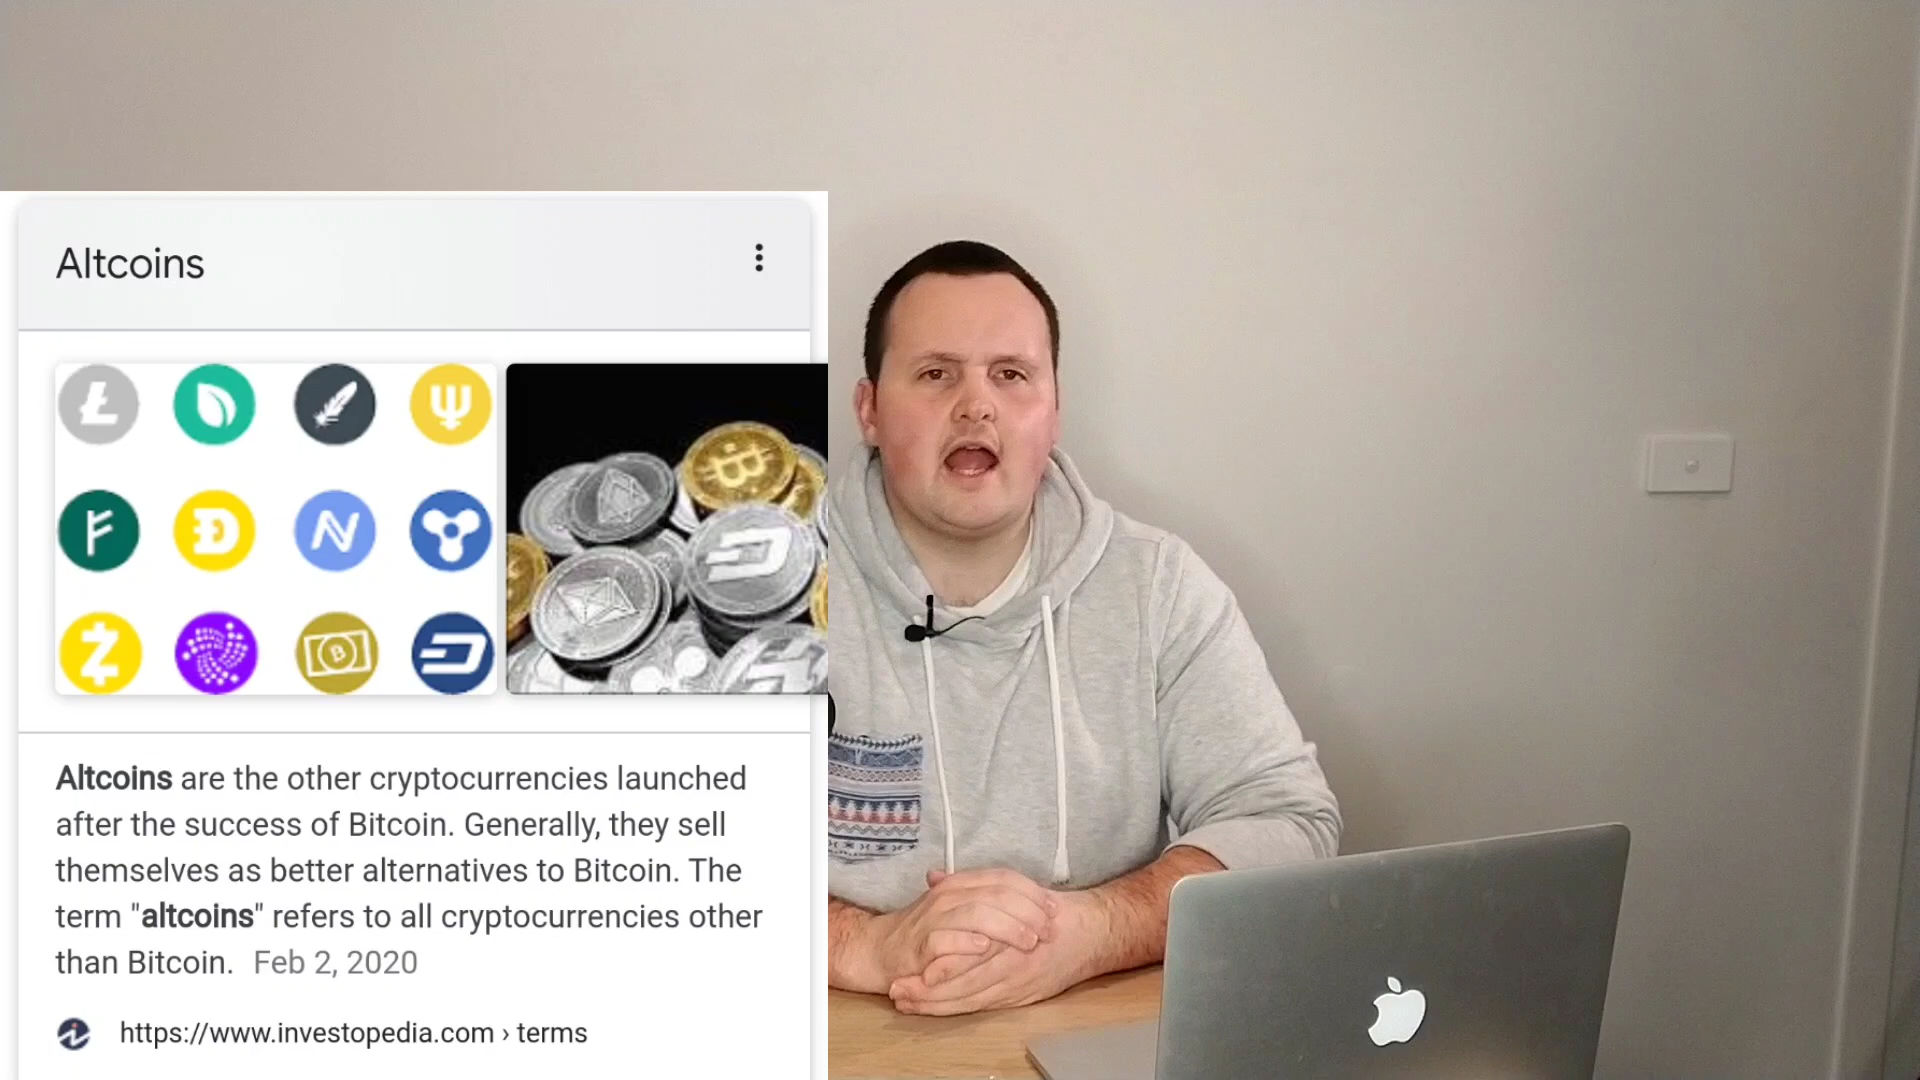 Altcoins
Altcoins are the other cryptocurrencies launched
after the success of Bitcoin. Generally, they sell
themselves as better alternatives to Bitcoin. The
term "altcoins" refers to all cryptocurrencies other
than Bitcoin. Feb 2, 2020
https://www.investopedia.com › terms